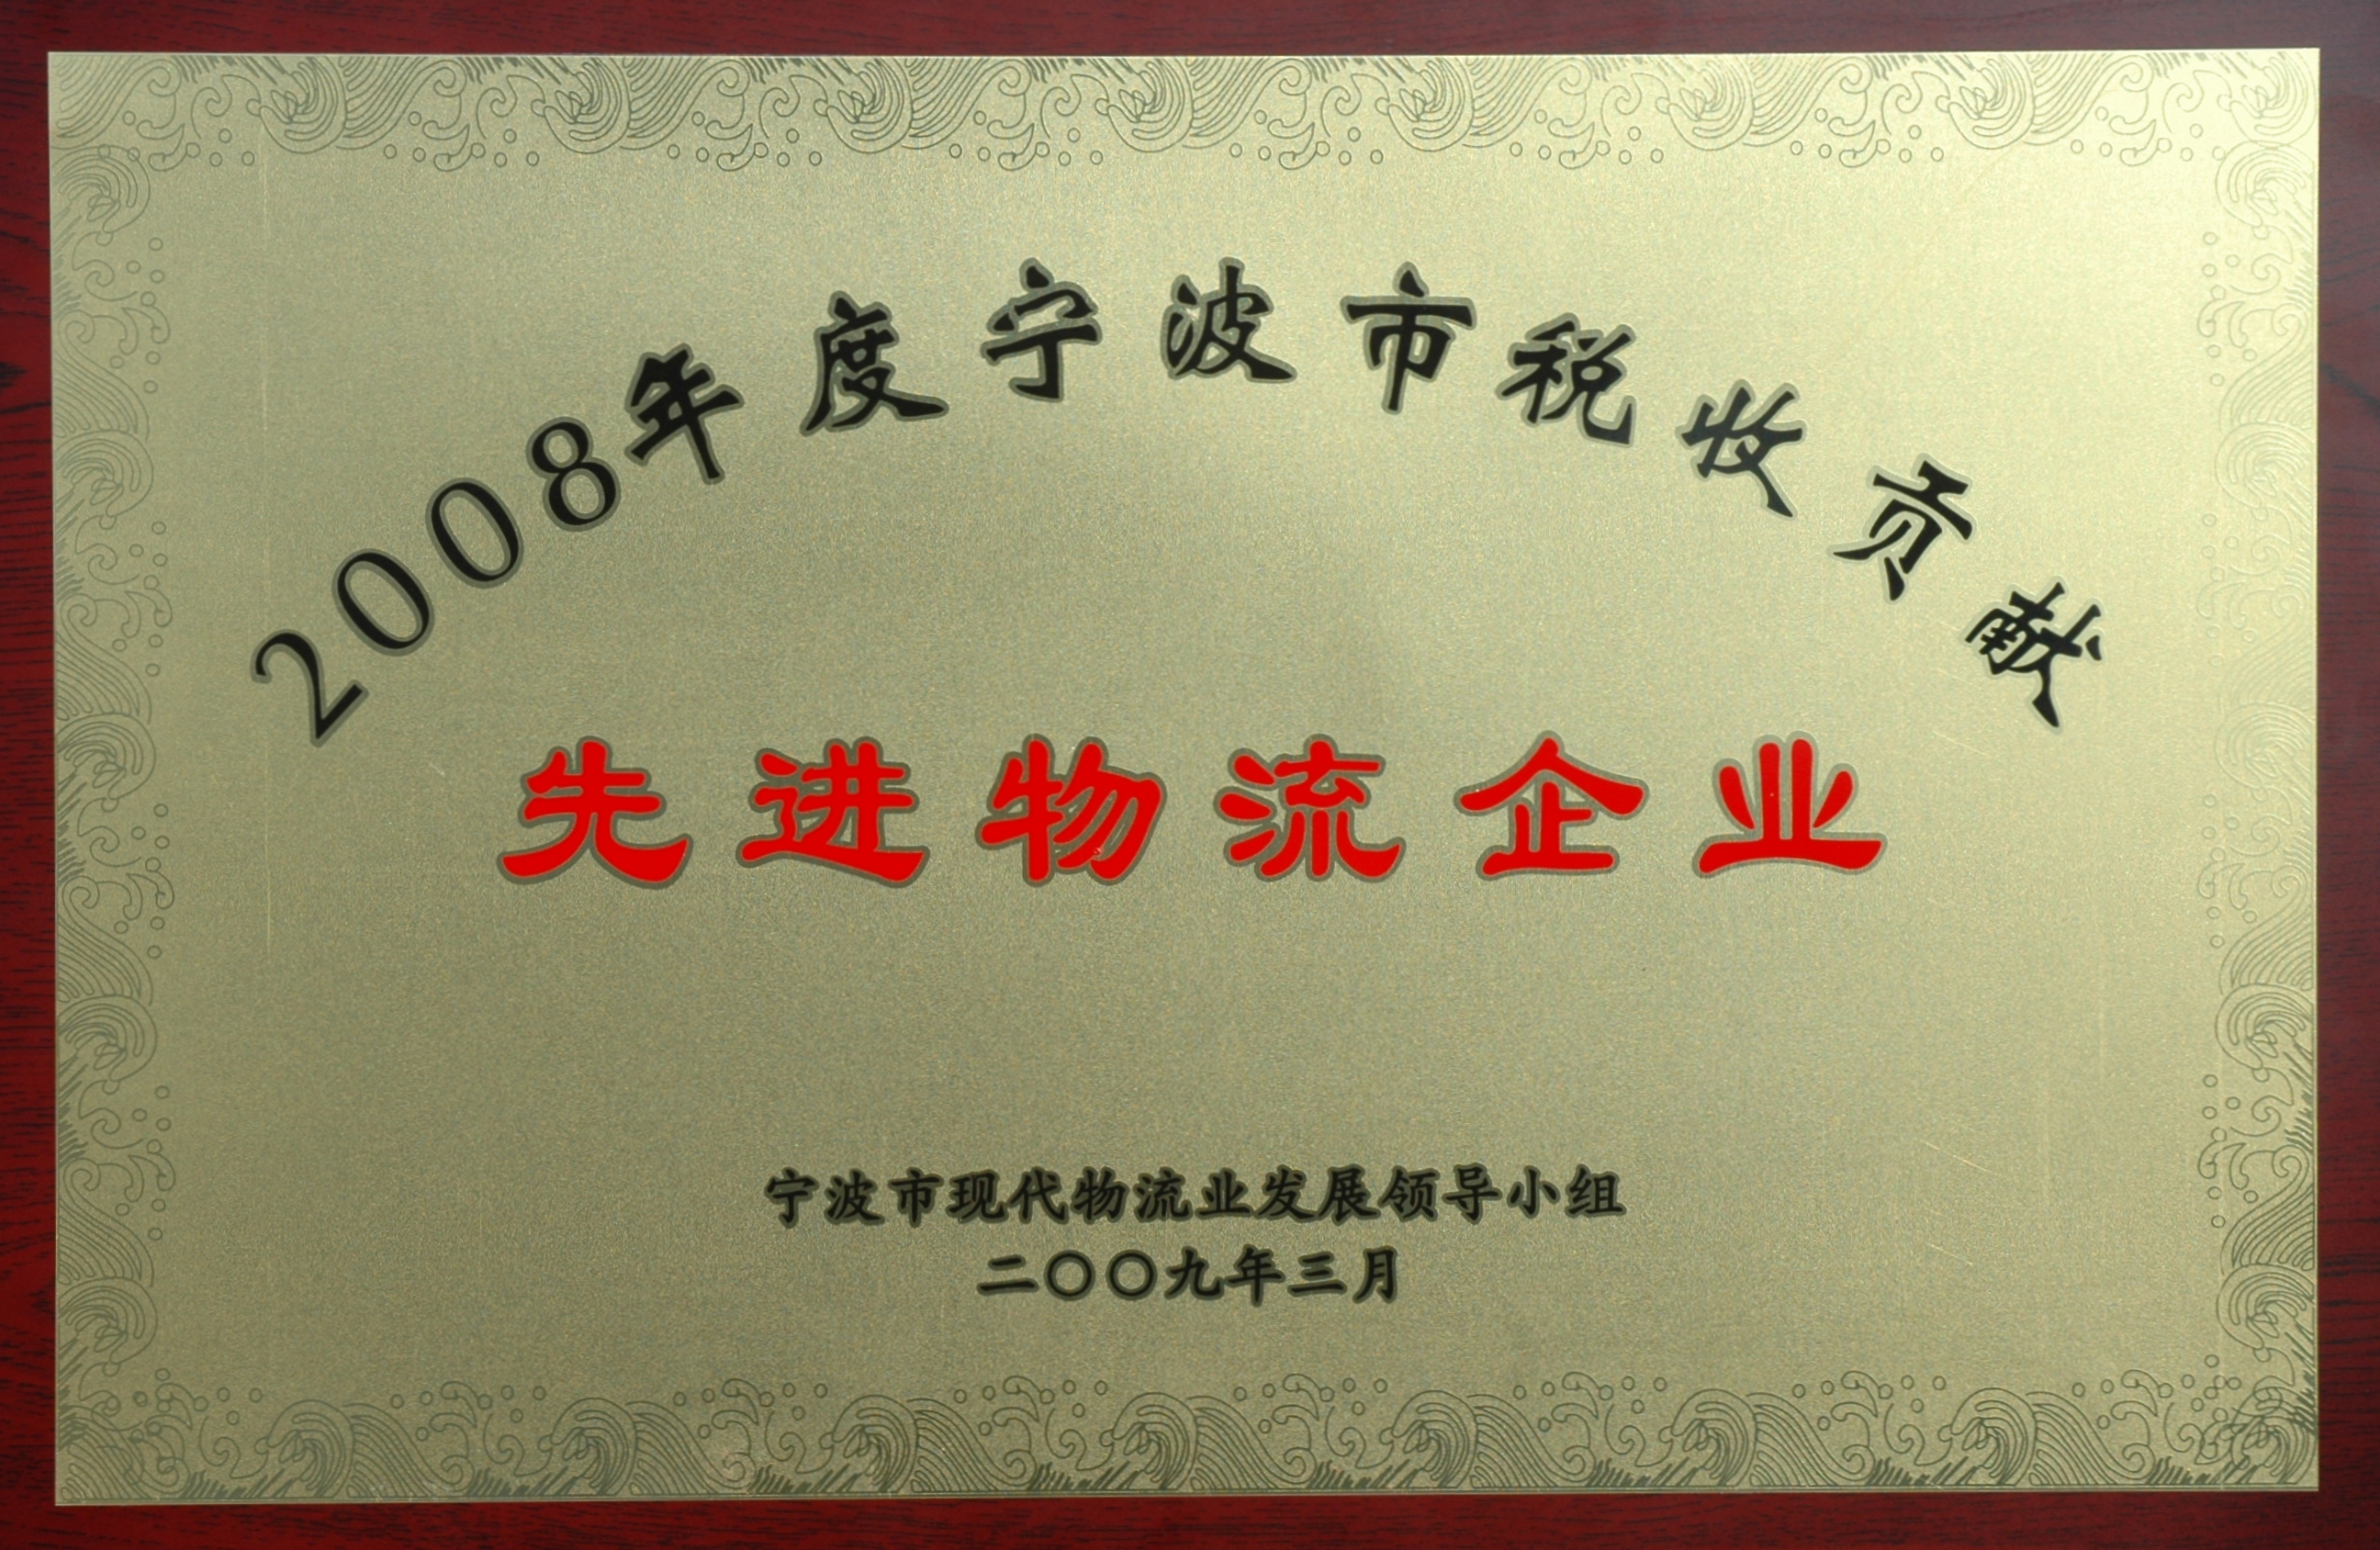 2008年度宁波市税收贡献
先进物流企业
宁波市现代物流业发展领导小组
二〇〇九年三月